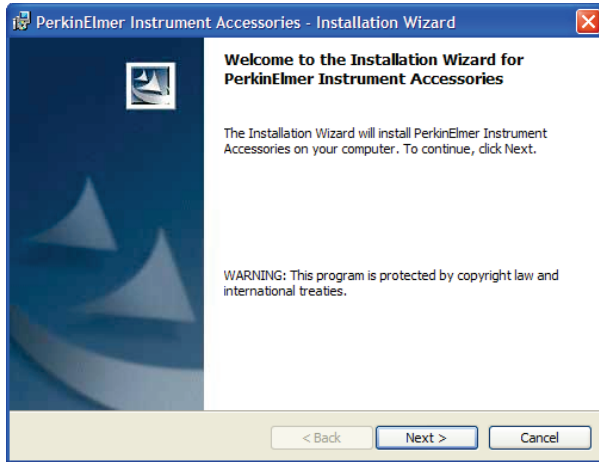 PerkinElmer Instrument Accessories - Installation Wizard
Welcome to the Installation Wizard for
PerkinElmer Instrument Accessories
The Installation Wizard will install PerkinElmer Instrument
Accessories on your computer. To continue, click Next.
WARNING: This program is protected by copyright law and
international treaties.
< Back Next > Cancel